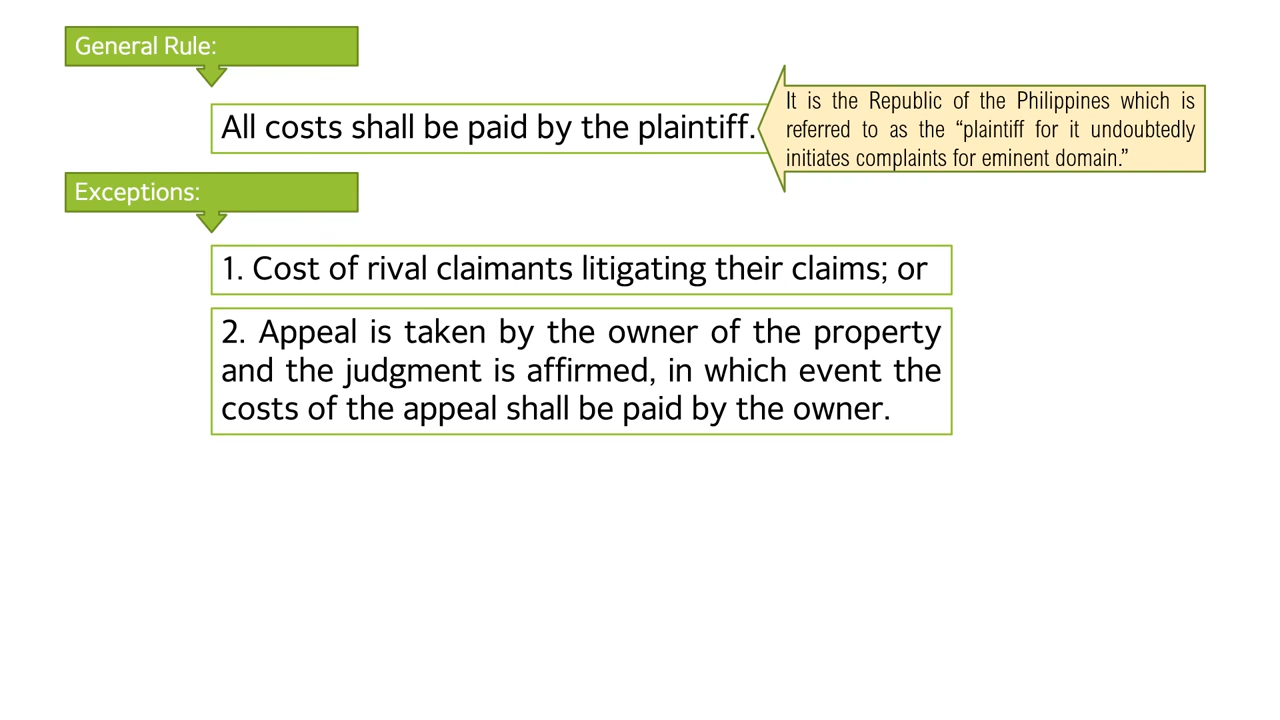 General Rule:
All costs shall be paid by the plaintiff.
It is the Republic of the Philippines which is
referred to as the “plaintiff for it undoubtedly
initiates complaints for eminent domain.”
Exceptions:
1. Cost of rival claimants litigating their claims; or
2. Appeal is taken by the owner of the property
and the judgment is affirmed, in which event the
costs of the appeal shall be paid by the owner.